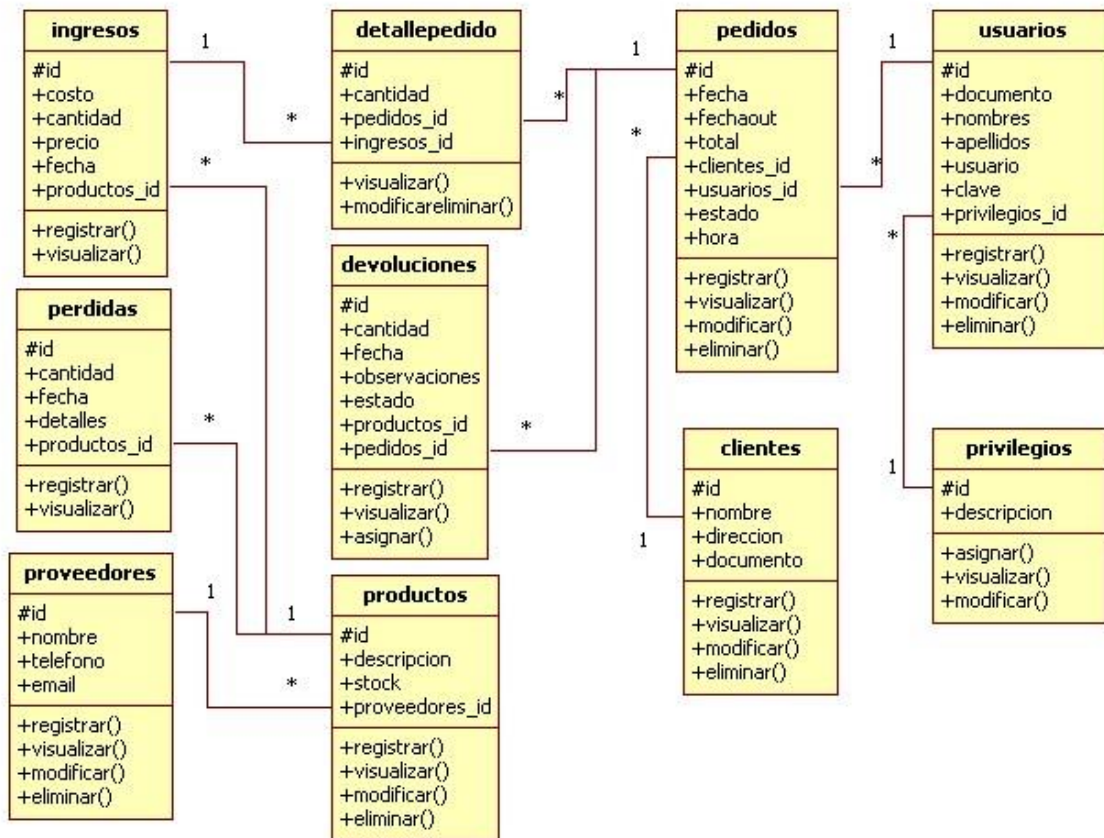 ingresos
#id
+costo
+cantidad
+precio
+fecha
+productos_id
+registrar()
+visualizar()
1
*
*
detallepedido
#id
+cantidad
+pedidos_id
+ingresos_id
+visualizar()
+modificareliminar()
*
1
pedidos
#id
+fecha
+fechaout
+total
+clientes_id
+usuarios_id
+estado
+hora
+registrar()
+visualizar()
+modificar()
+eliminar()
*
1
*
usuarios
#id
+documento
+nombres
+apellidos
+usuario
+clave
+privilegios_id
+registrar()
+visualizar()
+modificar()
+eliminar()
*
perdidas
#id
+cantidad
+fecha
+detalles
+productos_id
+registrar()
+visualizar()
*
devoluciones
#id
+cantidad
+fecha
+observaciones
+estado
+productos_id
+pedidos_id
+registrar()
+visualizar()
+asignar()
*
clientes
#id
+nombre
+direccion
+documento
+registrar()
+visualizar()
+modificar()
+eliminar()
1
privilegios
#id
+descripcion
+asignar()
+visualizar()
+modificar()
1
proveedores
#id
+nombre
+telefono
+email
+registrar()
+visualizar()
+modificar()
+eliminar()
1
1
*
productos
#id
+descripcion
+stock
+proveedores_id
+registrar()
+visualizar()
+modificar()
+eliminar()